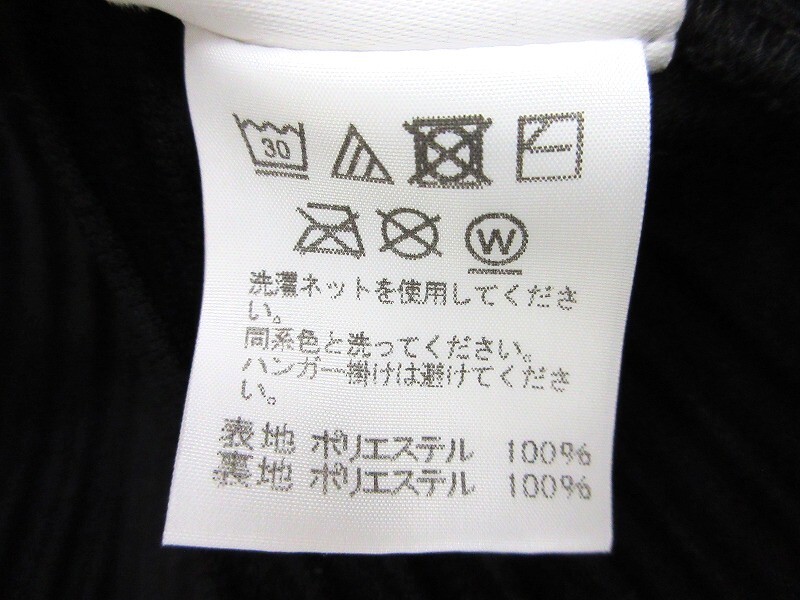 30
W
洗濯ネットを使用してくださ
い。
同系色と洗ってください。
ハンガー掛けは避けてくださ
い。
表地 ポリエステル 100%
裏地 ポリエステル 100%